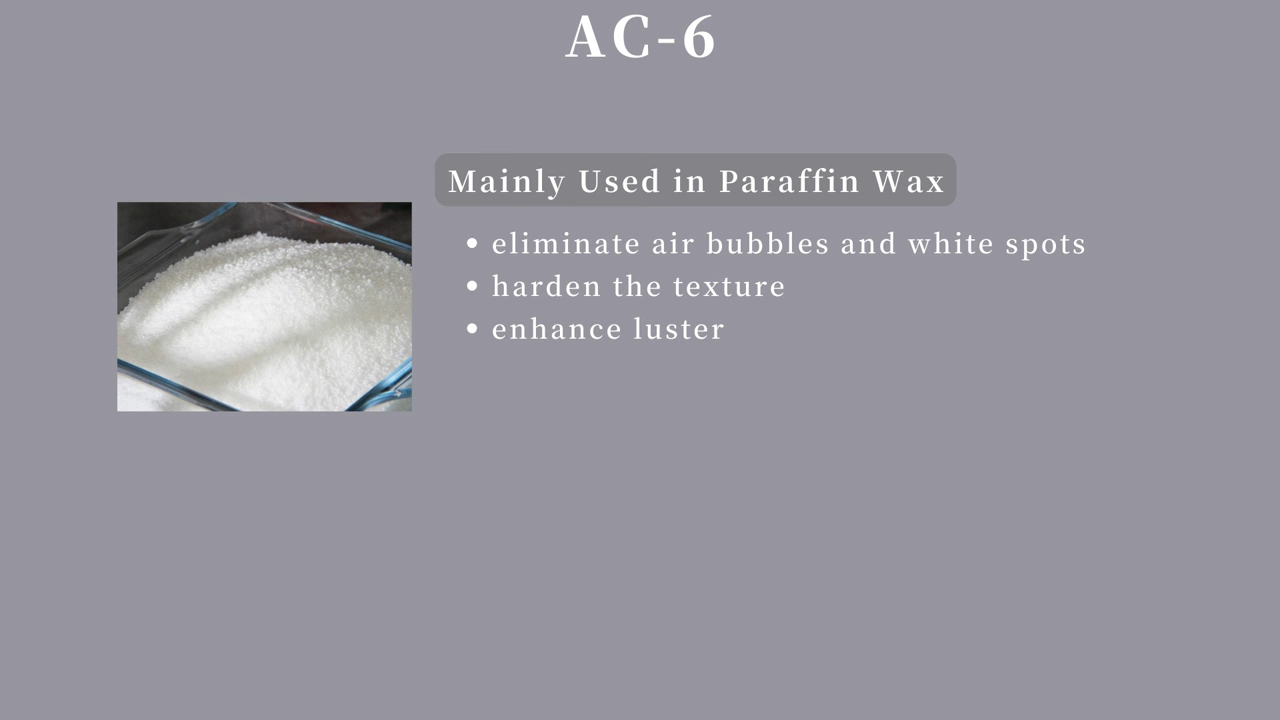 AC-6
Mainly Used in Paraffin Wax
• eliminate air bubbles and white spots
• harden the texture
• enhance luster